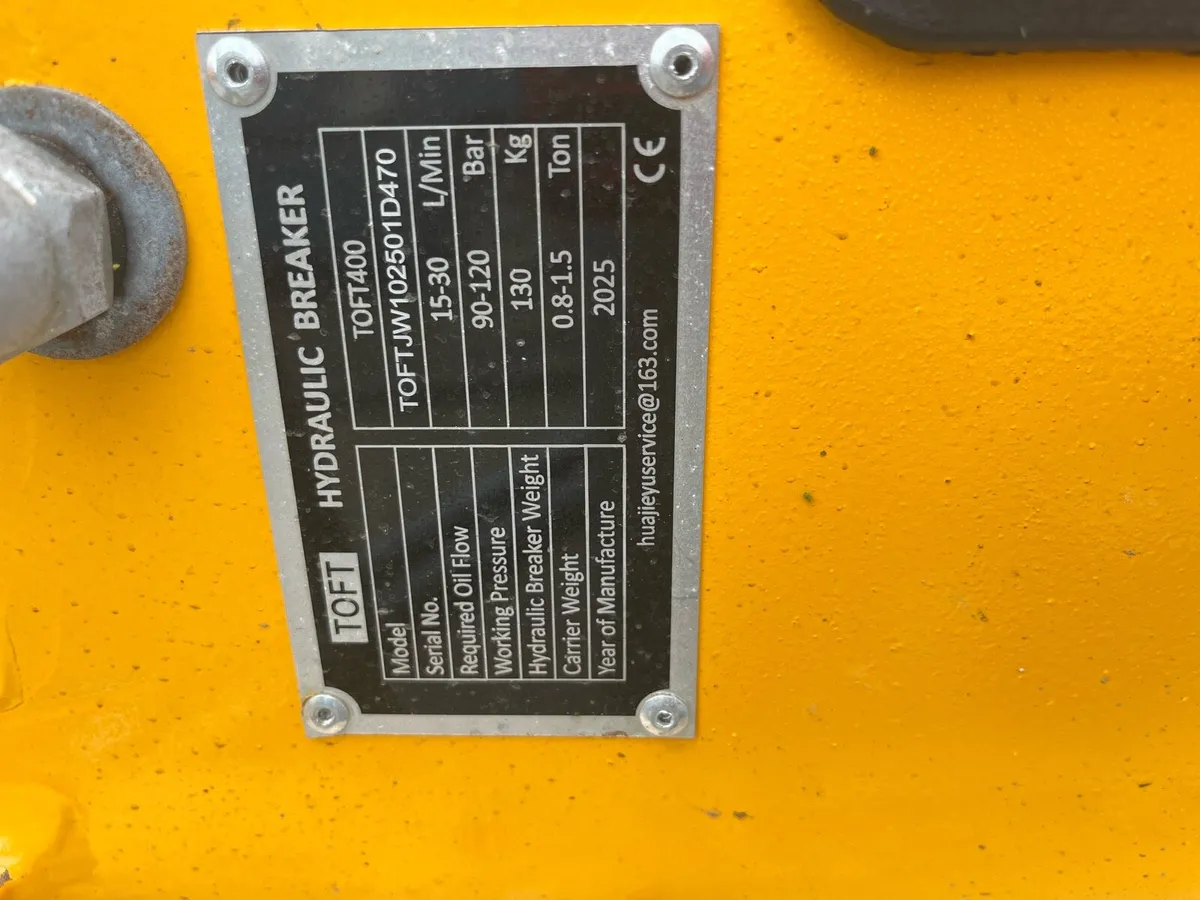 TOFT HYDRAULIC BREAKER
Model TOFT400
Serial No. TOFTJW102501D470
Required Oil Flow 15-30 L/Min
Working Pressure 90-120 Bar
Hydraulic Breaker Weight 130 Kg
Carrier Weight 0.8-1.5 Ton
Year of Manufacture 2025
huajieyuservice@163.com CE